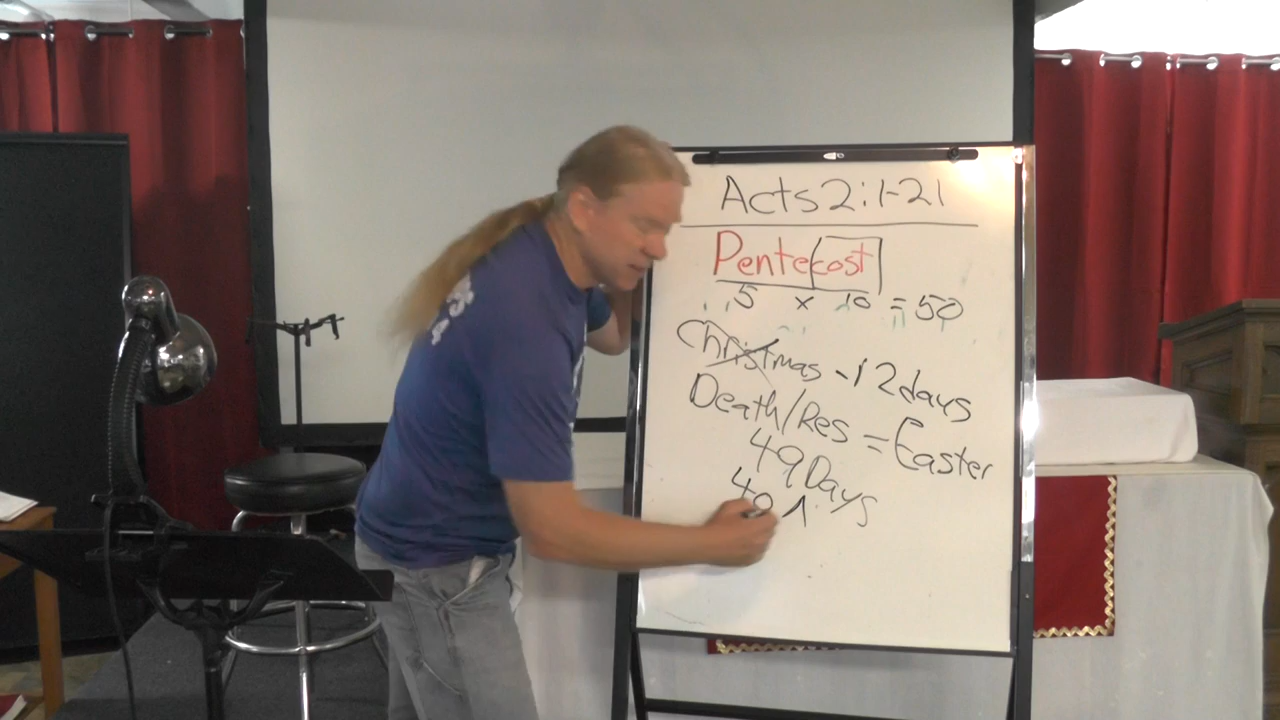 Acts 2:1-21
Pentecost
5 x 10 = 50
Christmas - 12 days
Death/Res = Easter
49 Days
40